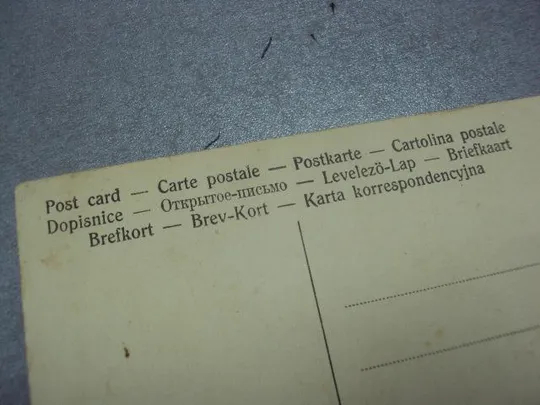 Post card — Carte postale — Postkarte — Cartolina postale
Dopisnice — Открытое-письмо — Levelezö-Lap — Briefkaart
Brefkort — Brev-Kort — Karta korrespondencyjna